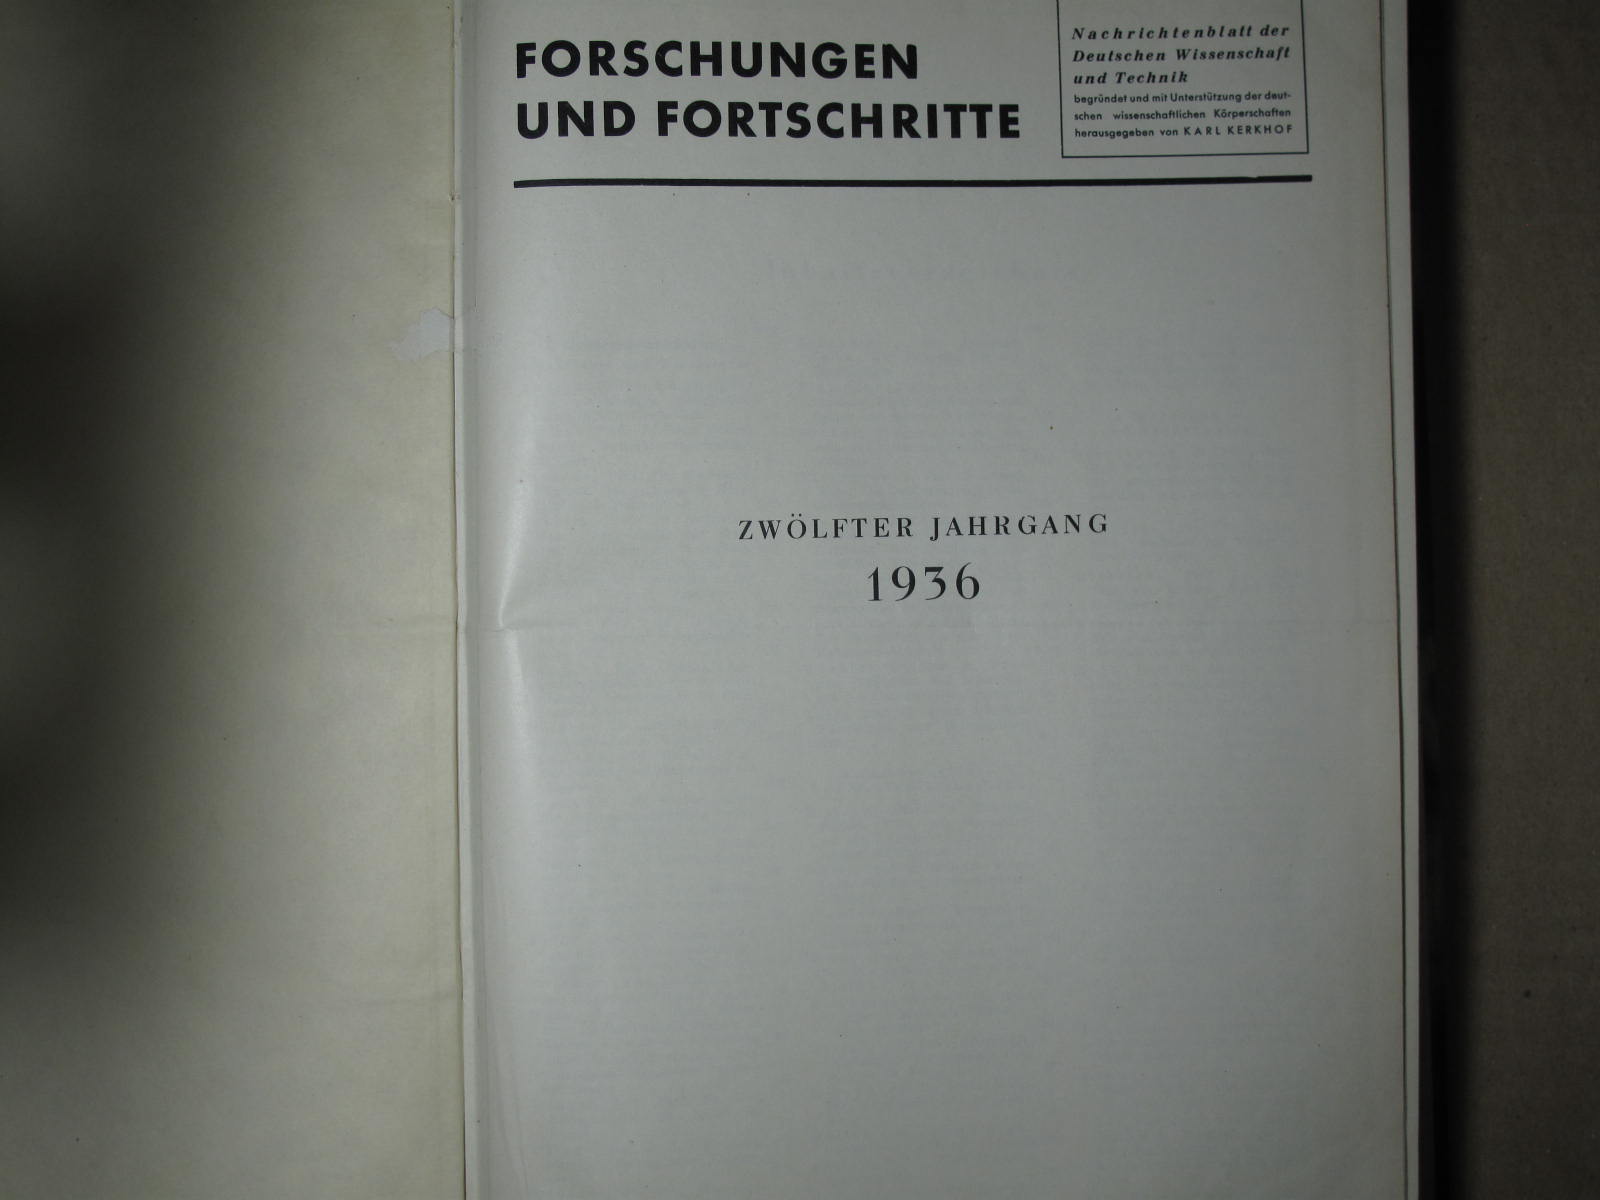 FORSCHUNGEN
UND FORTSCHRITTE
Nachrichtenblatt der
Deutschen Wissenschaft
und Technik
begründet und mit Unterstützung der deut-
schen wissenschaftlichen Körperschaften
herausgegeben von KARL KERKHOF
ZWÖLFTER JAHRGANG
1936